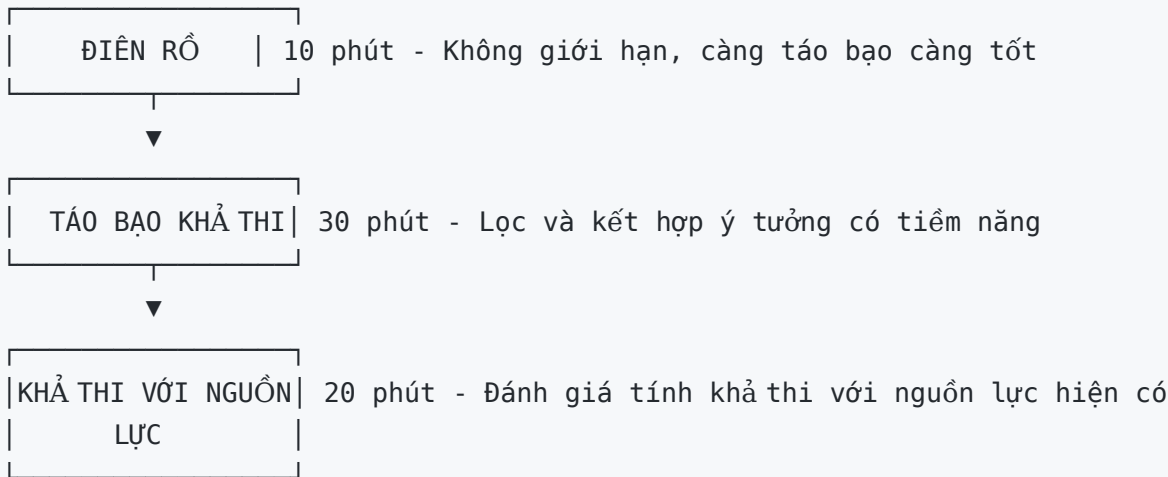 ĐIÊN RỒ 10 phút - Không giới hạn, càng táo bạo càng tốt
TÁO BẠO KHẢ THI 30 phút - Lọc và kết hợp ý tưởng có tiềm năng
KHẢ THI VỚI NGUỒN 20 phút - Đánh giá tính khả thi với nguồn lực hiện có
LỰC